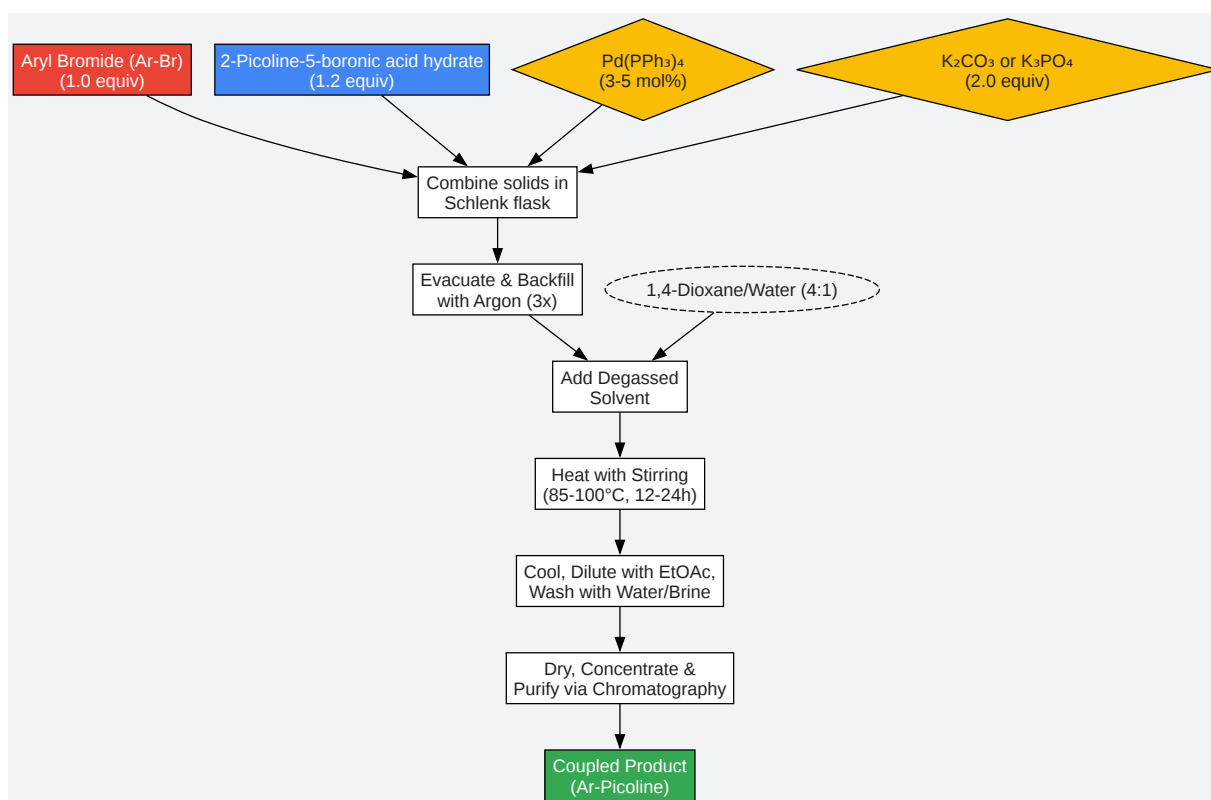 Aryl Bromide (Ar-Br)
(1.0 equiv)
2-Picoline-5-boronic acid hydrate
(1.2 equiv)
Pd(PPh₃)₄
(3-5 mol%)
K₂CO₃ or K₃PO₄
(2.0 equiv)
Combine solids in
Schlenk flask
Evacuate & Backfill
with Argon (3x)
1,4-Dioxane/Water (4:1)
Add Degassed
Solvent
Heat with Stirring
(85-100°C, 12-24h)
Cool, Dilute with EtOAc,
Wash with Water/Brine
Dry, Concentrate &
Purify via Chromatography
Coupled Product
(Ar-Picoline)